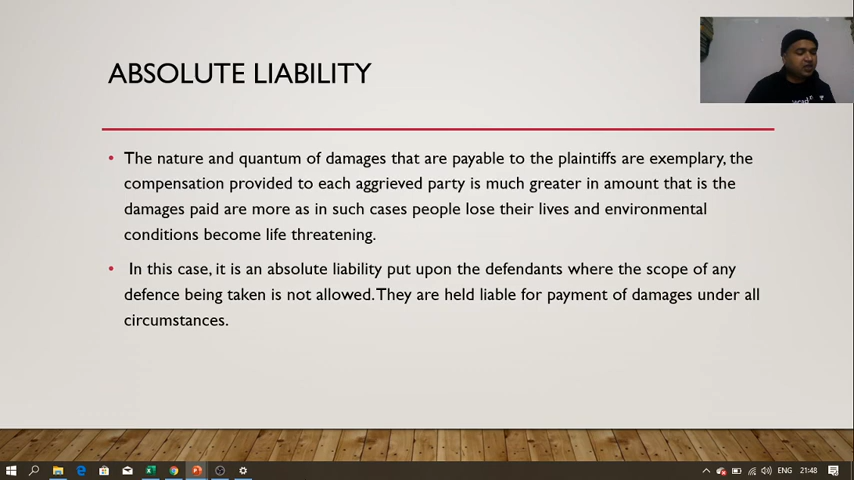 ABSOLUTE LIABILITY
• The nature and quantum of damages that are payable to the plaintiffs are exemplary, the
compensation provided to each aggrieved party is much greater in amount that is the
damages paid are more as in such cases people lose their lives and environmental
conditions become life threatening.
• In this case, it is an absolute liability put upon the defendants where the scope of any
defence being taken is not allowed. They are held liable for payment of damages under all
circumstances.
ENG
21:48